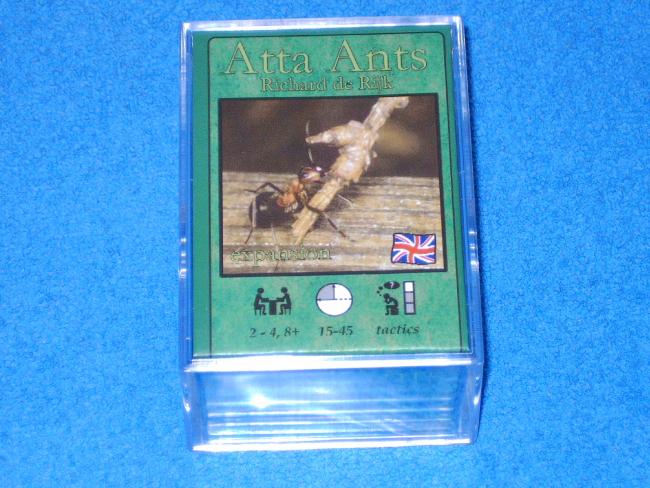 Atta Ants
Richard de Rijk
expansion
2 - 4, 8+ 15-45 tactics